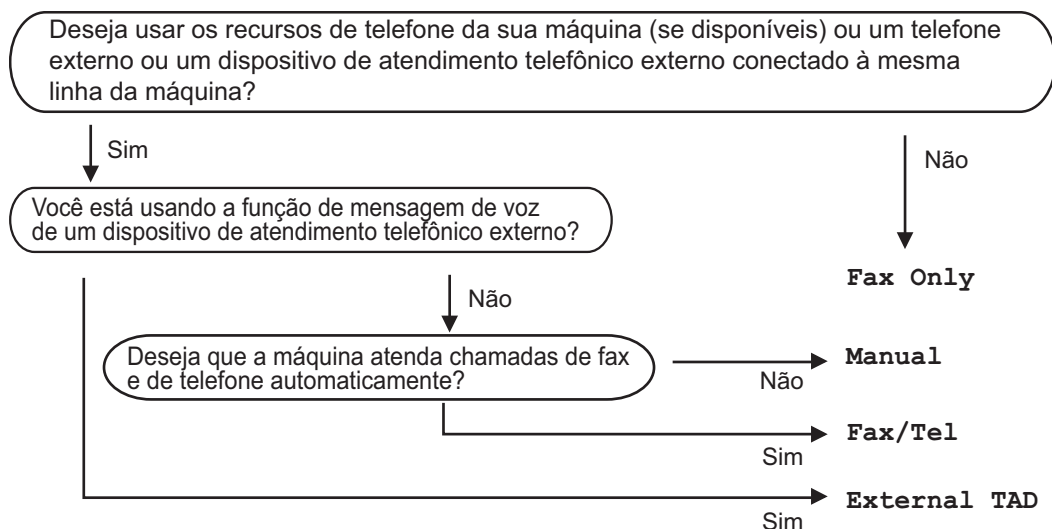 Deseja usar os recursos de telefone da sua máquina (se disponíveis) ou um telefone
externo ou um dispositivo de atendimento telefônico externo conectado à mesma
linha da máquina?
Sim
Não
Você está usando a função de mensagem de voz
de um dispositivo de atendimento telefônico externo?
Fax Only
Não
Deseja que a máquina atenda chamadas de fax
e de telefone automaticamente?
Manual
Não
Fax/Tel
Sim
External TAD
Sim